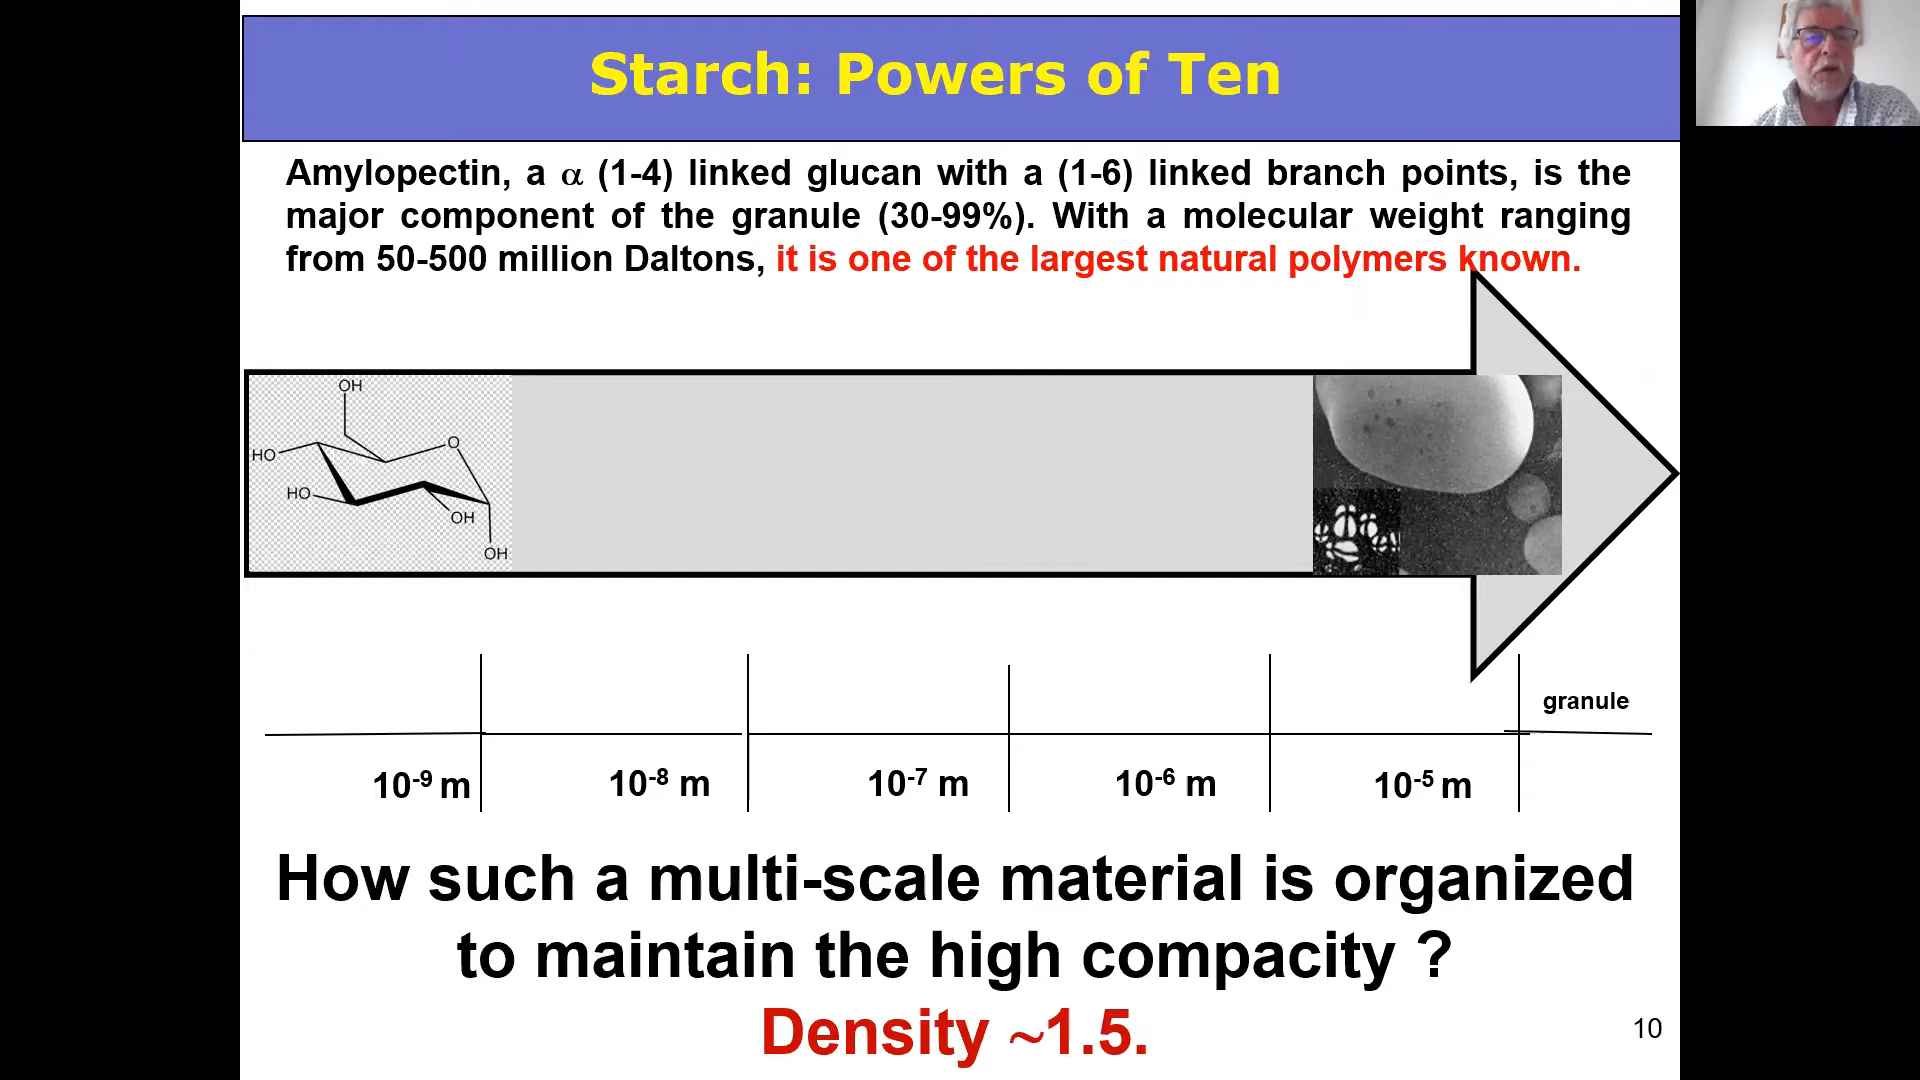 Starch: Powers of Ten
Amylopectin, a α (1-4) linked glucan with a (1-6) linked branch points, is the
major component of the granule (30-99%). With a molecular weight ranging
from 50-500 million Daltons, it is one of the largest natural polymers known.
OH
HO
O
HO
OH
OH
granule
10⁻⁹ m 10⁻⁸ m 10⁻⁷ m 10⁻⁶ m 10⁻⁵ m
How such a multi-scale material is organized
to maintain the high compacity ?
Density ~1.5.
10